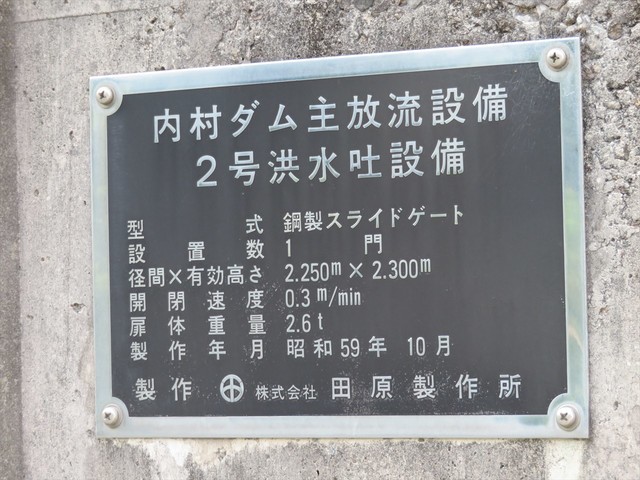 内村ダム主放流設備
2号洪水吐設備
型式 鋼製スライドゲート
設置数 1門
径間×有効高さ 2.250m×2.300m
開閉速度 0.3m/min
扉体重量 2.6t
製作年月 昭和59年10月
製作 株式会社 田原製作所